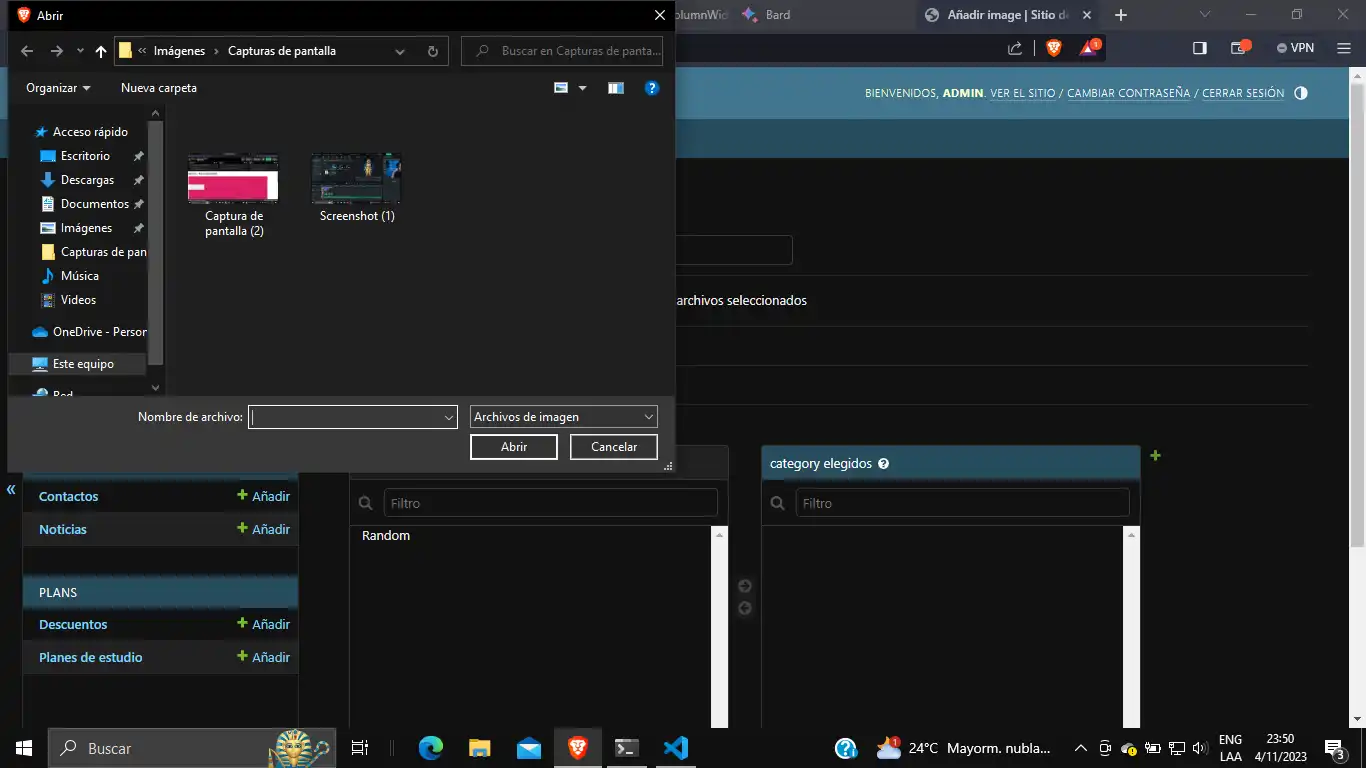 Abrir
olumnWid
Bard
Añadir image | Sitio de
Imágenes
Capturas de pantalla
Buscar en Capturas de panta...
1
VPN
Organizar
Nueva carpeta
BIENVENIDOS, ADMIN. VER EL SITIO / CAMBIAR CONTRASEÑA / CERRAR SESIÓN
Acceso rápido
Escritorio
Descargas
Documentos
Imágenes
Capturas de pan
Música
Videos
OneDrive - Person
Este equipo
Red
Captura de
pantalla (2)
Screenshot (1)
archivos seleccionados
Nombre de archivo:
Archivos de imagen
Abrir
Cancelar
category elegidos
Contactos
Añadir
Filtro
Filtro
Noticias
Añadir
Random
PLANS
Descuentos
Añadir
Planes de estudio
Añadir
Buscar
1
24°C Mayorm. nubla...
ENG
LAA
23:50
4/11/2023
3